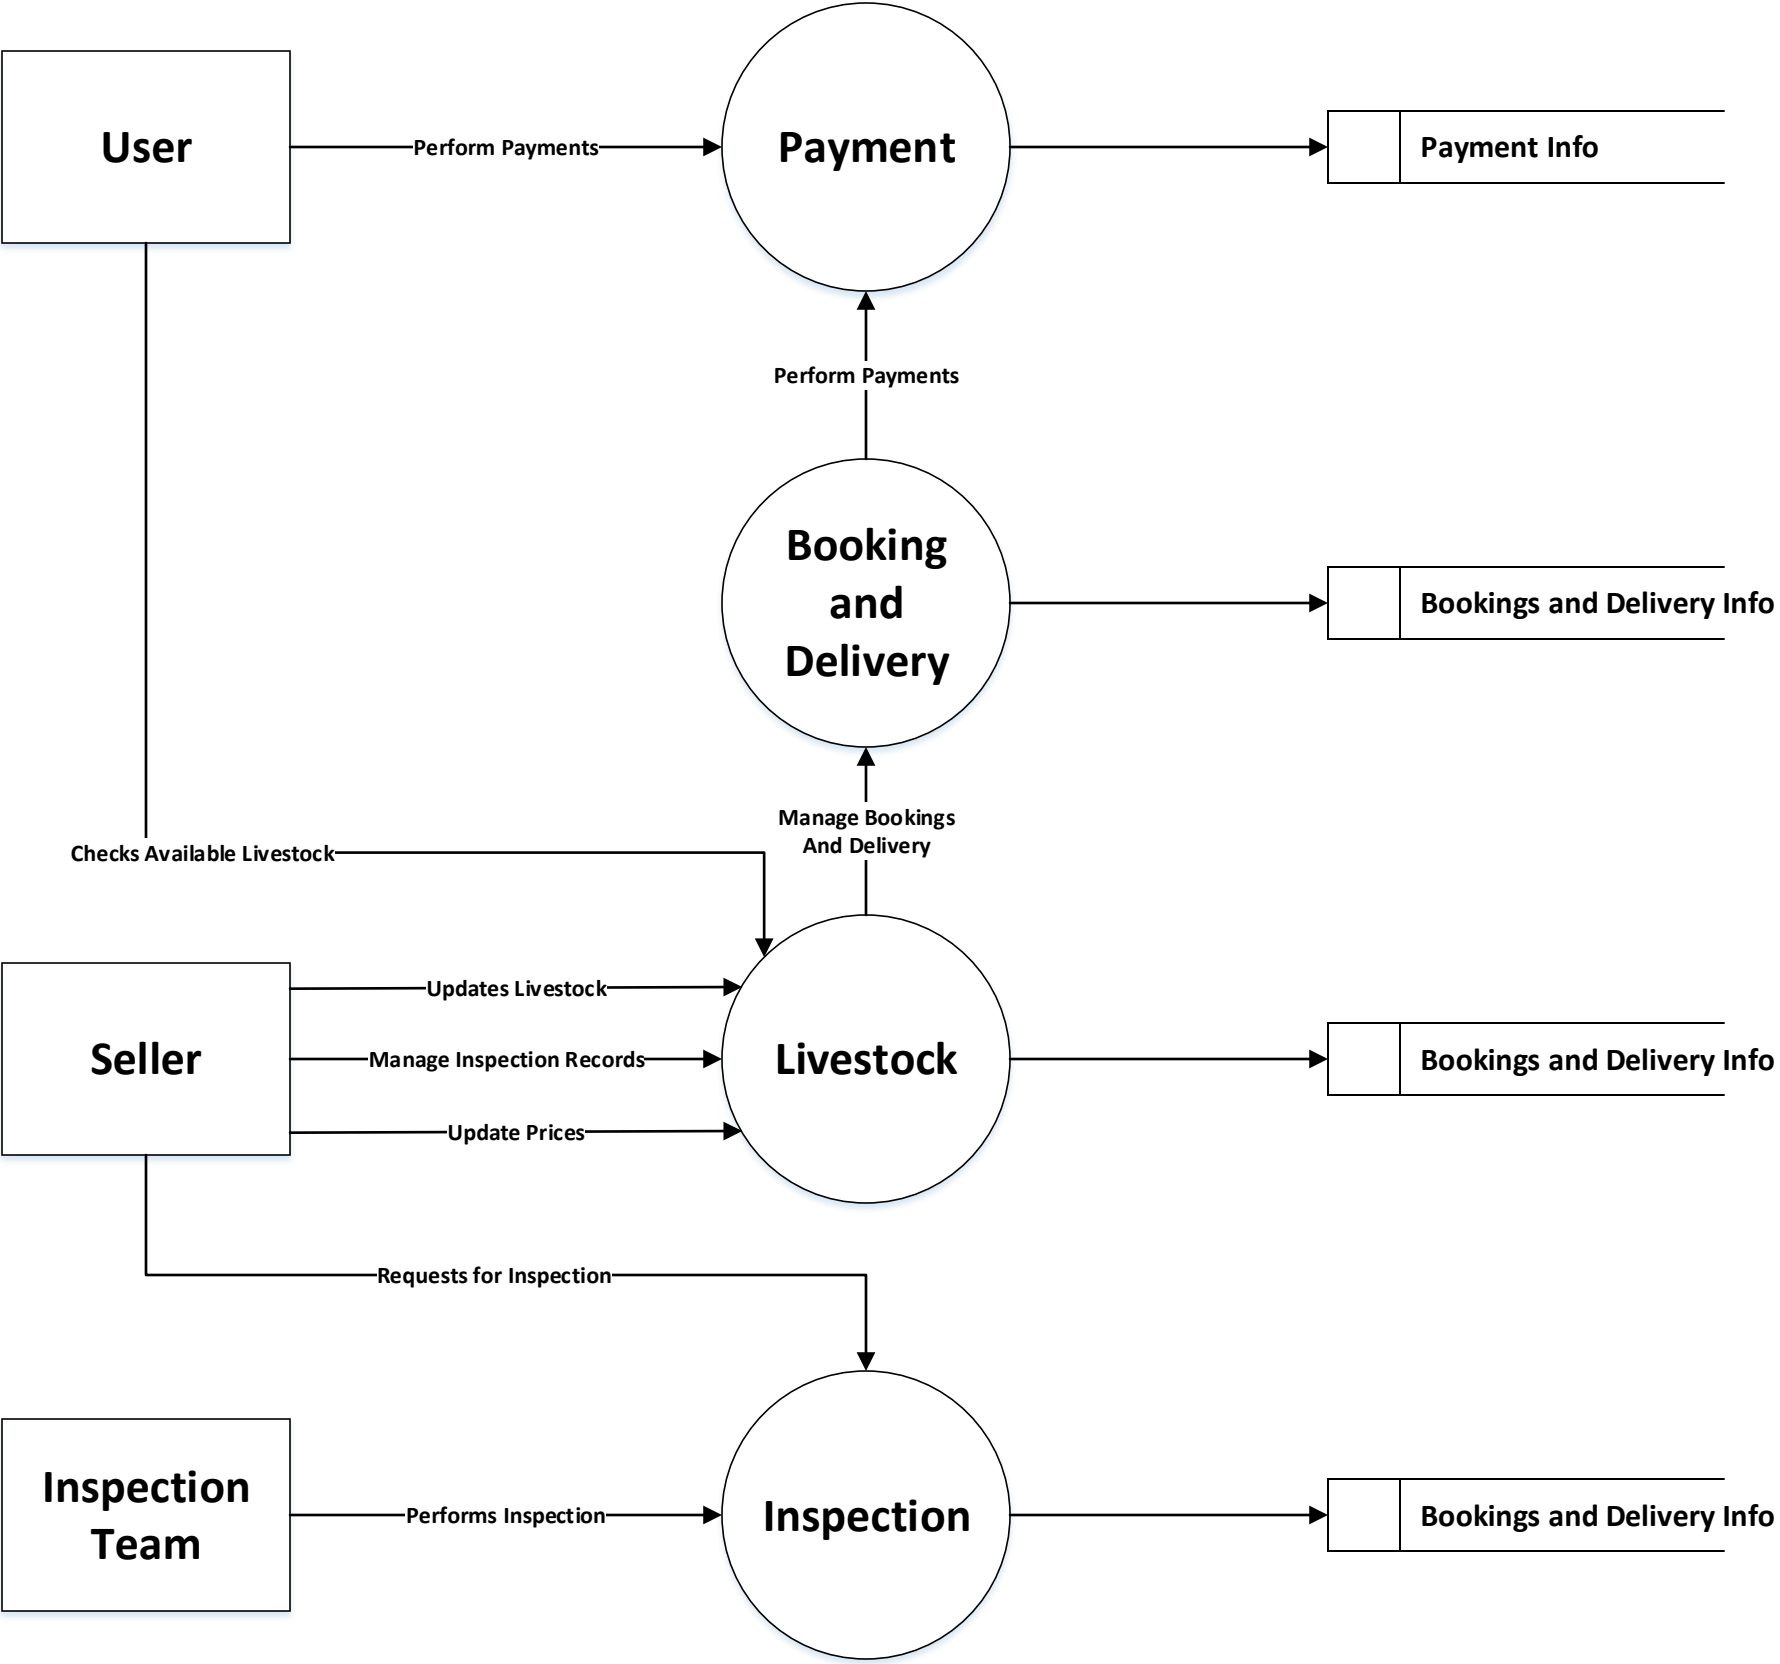 User
Perform Payments
Payment
Payment Info
Perform Payments
Booking
and
Delivery
Bookings and Delivery Info
Manage Bookings
And Delivery
Checks Available Livestock
Seller
Updates Livestock
Manage Inspection Records
Update Prices
Livestock
Bookings and Delivery Info
Requests for Inspection
Inspection
Team
Performs Inspection
Inspection
Bookings and Delivery Info